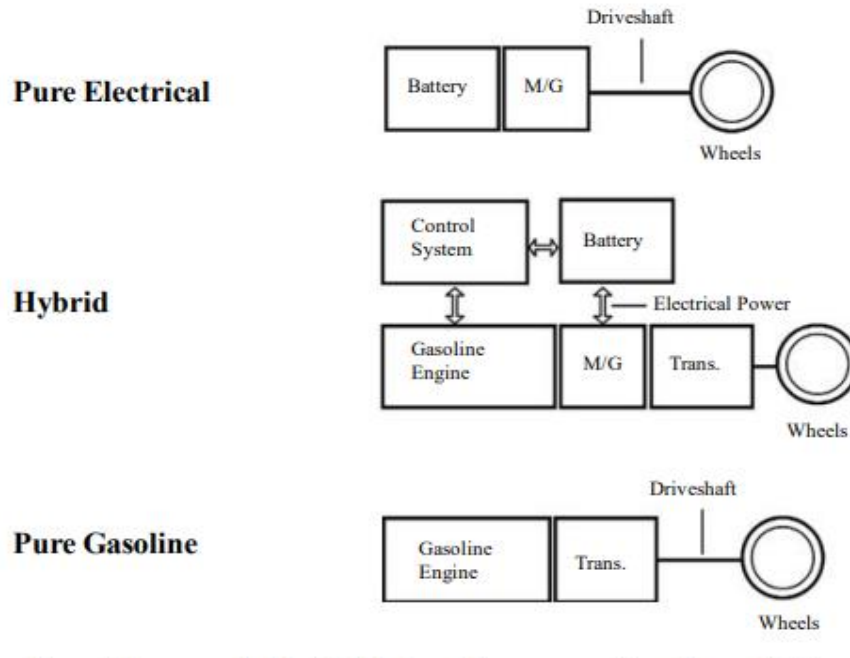 Driveshaft
Pure Electrical
Battery
M/G
Wheels
Control
System
Battery
Hybrid
Electrical Power
Gasoline
Engine
M/G
Trans.
Wheels
Driveshaft
Pure Gasoline
Gasoline
Engine
Trans.
Wheels